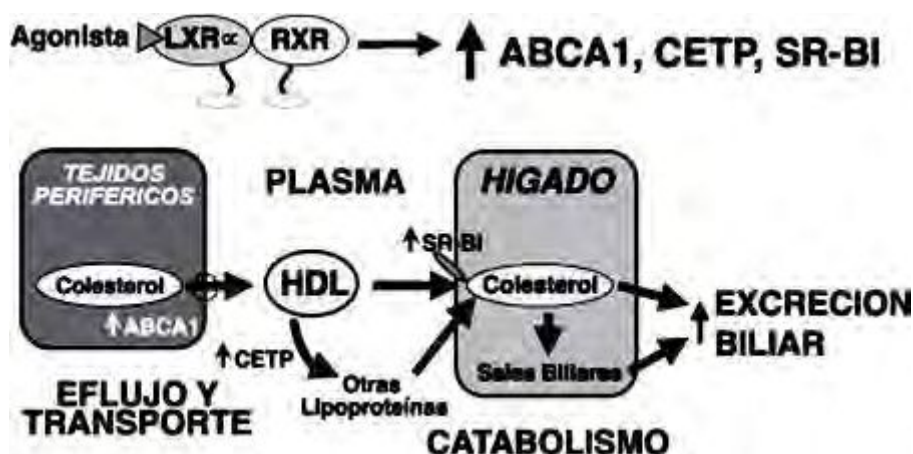 Agonista LXRα RXR ↑ ABCA1, CETP, SR-BI
TEJIDOS
PERIFERICOS
PLASMA
HIGADO
↑SR-BI
Colesterol
HDL
Colesterol
↑ABCA1
↑EXCRECION
BILIAR
↑CETP
Otras
Lipoproteínas
Sales Biliares
EFLUJO Y
TRANSPORTE
CATABOLISMO